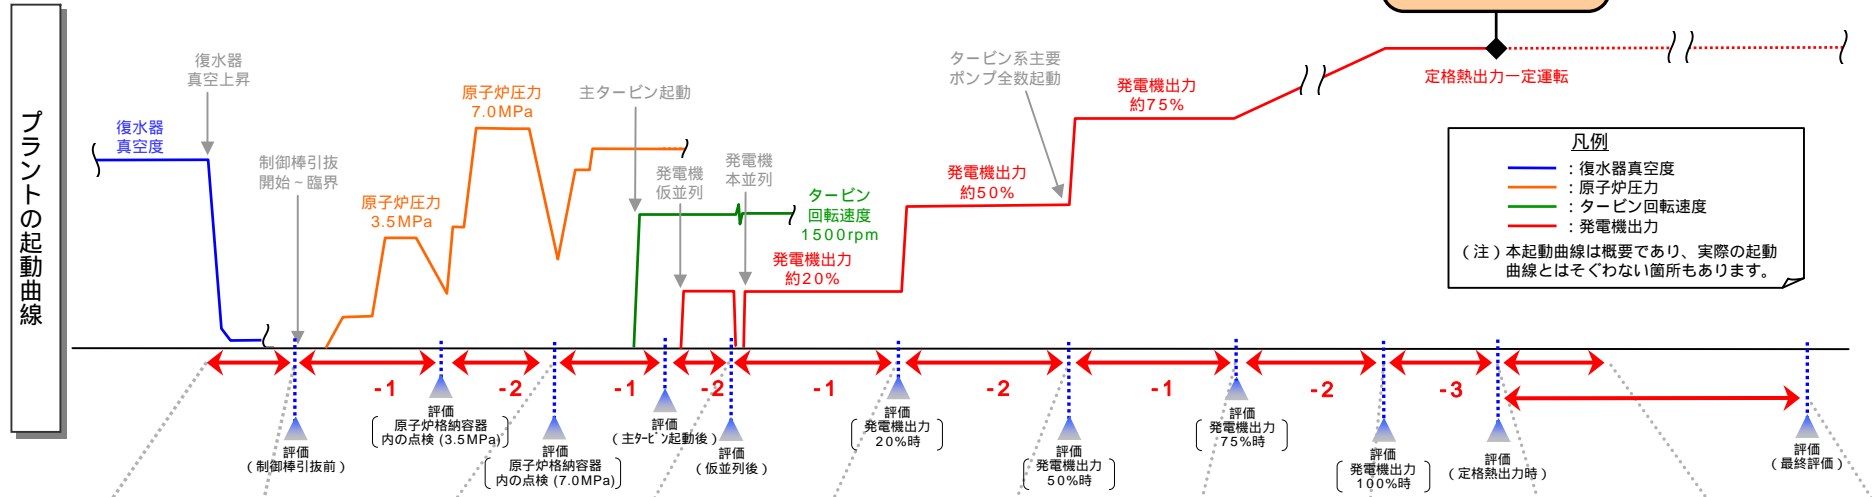 プラントの起動曲線
復水器
真空度
復水器
真空上昇
制御棒引抜
開始～臨界
原子炉圧力
3.5MPa
原子炉圧力
7.0MPa
主タービン起動
発電機
仮並列
発電機
本並列
タービン
回転速度
1500rpm
発電機出力
約20%
発電機出力
約50%
タービン系主要
ポンプ全数起動
発電機出力
約75%
定格熱出力一定運転
凡例
：復水器真空度
：原子炉圧力
：タービン回転速度
：発電機出力
（注）本起動曲線は概要であり、実際の起動
曲線とはそぐわない箇所もあります。
-1
-2
-1
-2
-1
-2
-1
-2
-3
評価
（制御棒引抜前）
評価
原子炉格納容器
内の点検 (3.5MPa)
評価
原子炉格納容器
内の点検 (7.0MPa)
評価
（主ﾀｰﾋﾞﾝ起動後）
評価
（仮並列後）
評価
発電機出力
20%時
評価
発電機出力
50%時
評価
発電機出力
75%時
評価
発電機出力
100%時
評価
（定格熱出力時）
評価
（最終評価）